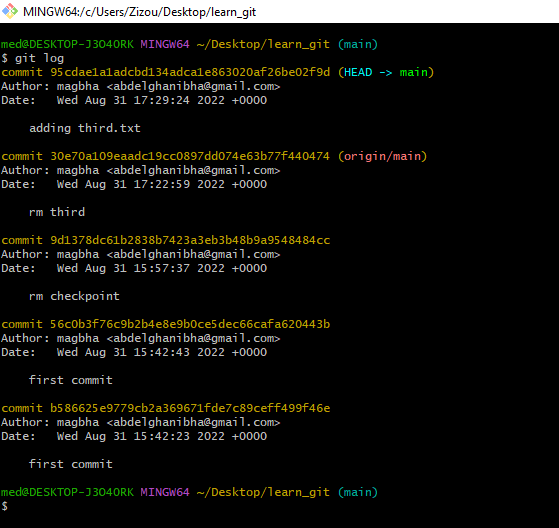 MINGW64:/c/Users/Zizou/Desktop/learn_git
med@DESKTOP-J3O40RK MINGW64 ~/Desktop/learn_git (main)
$ git log
commit 95cdae1a1adcbd134adca1e863020af26be02f9d (HEAD -> main)
Author: magbha <abdelghanibha@gmail.com>
Date:   Wed Aug 31 17:29:24 2022 +0000
adding third.txt
commit 30e70a109eaadc19cc0897dd074e63b77f440474 (origin/main)
Author: magbha <abdelghanibha@gmail.com>
Date:   Wed Aug 31 17:22:59 2022 +0000
rm third
commit 9d1378dc61b2838b7423a3eb3b48b9a9548484cc
Author: magbha <abdelghanibha@gmail.com>
Date:   Wed Aug 31 15:57:37 2022 +0000
rm checkpoint
commit 56c0b3f76c9b2b4e8e9b0ce5dec66cafa620443b
Author: magbha <abdelghanibha@gmail.com>
Date:   Wed Aug 31 15:42:43 2022 +0000
first commit
commit b586625e9779cb2a369671fde7c89ceff499f46e
Author: magbha <abdelghanibha@gmail.com>
Date:   Wed Aug 31 15:42:23 2022 +0000
first commit
med@DESKTOP-J3O40RK MINGW64 ~/Desktop/learn_git (main)
$